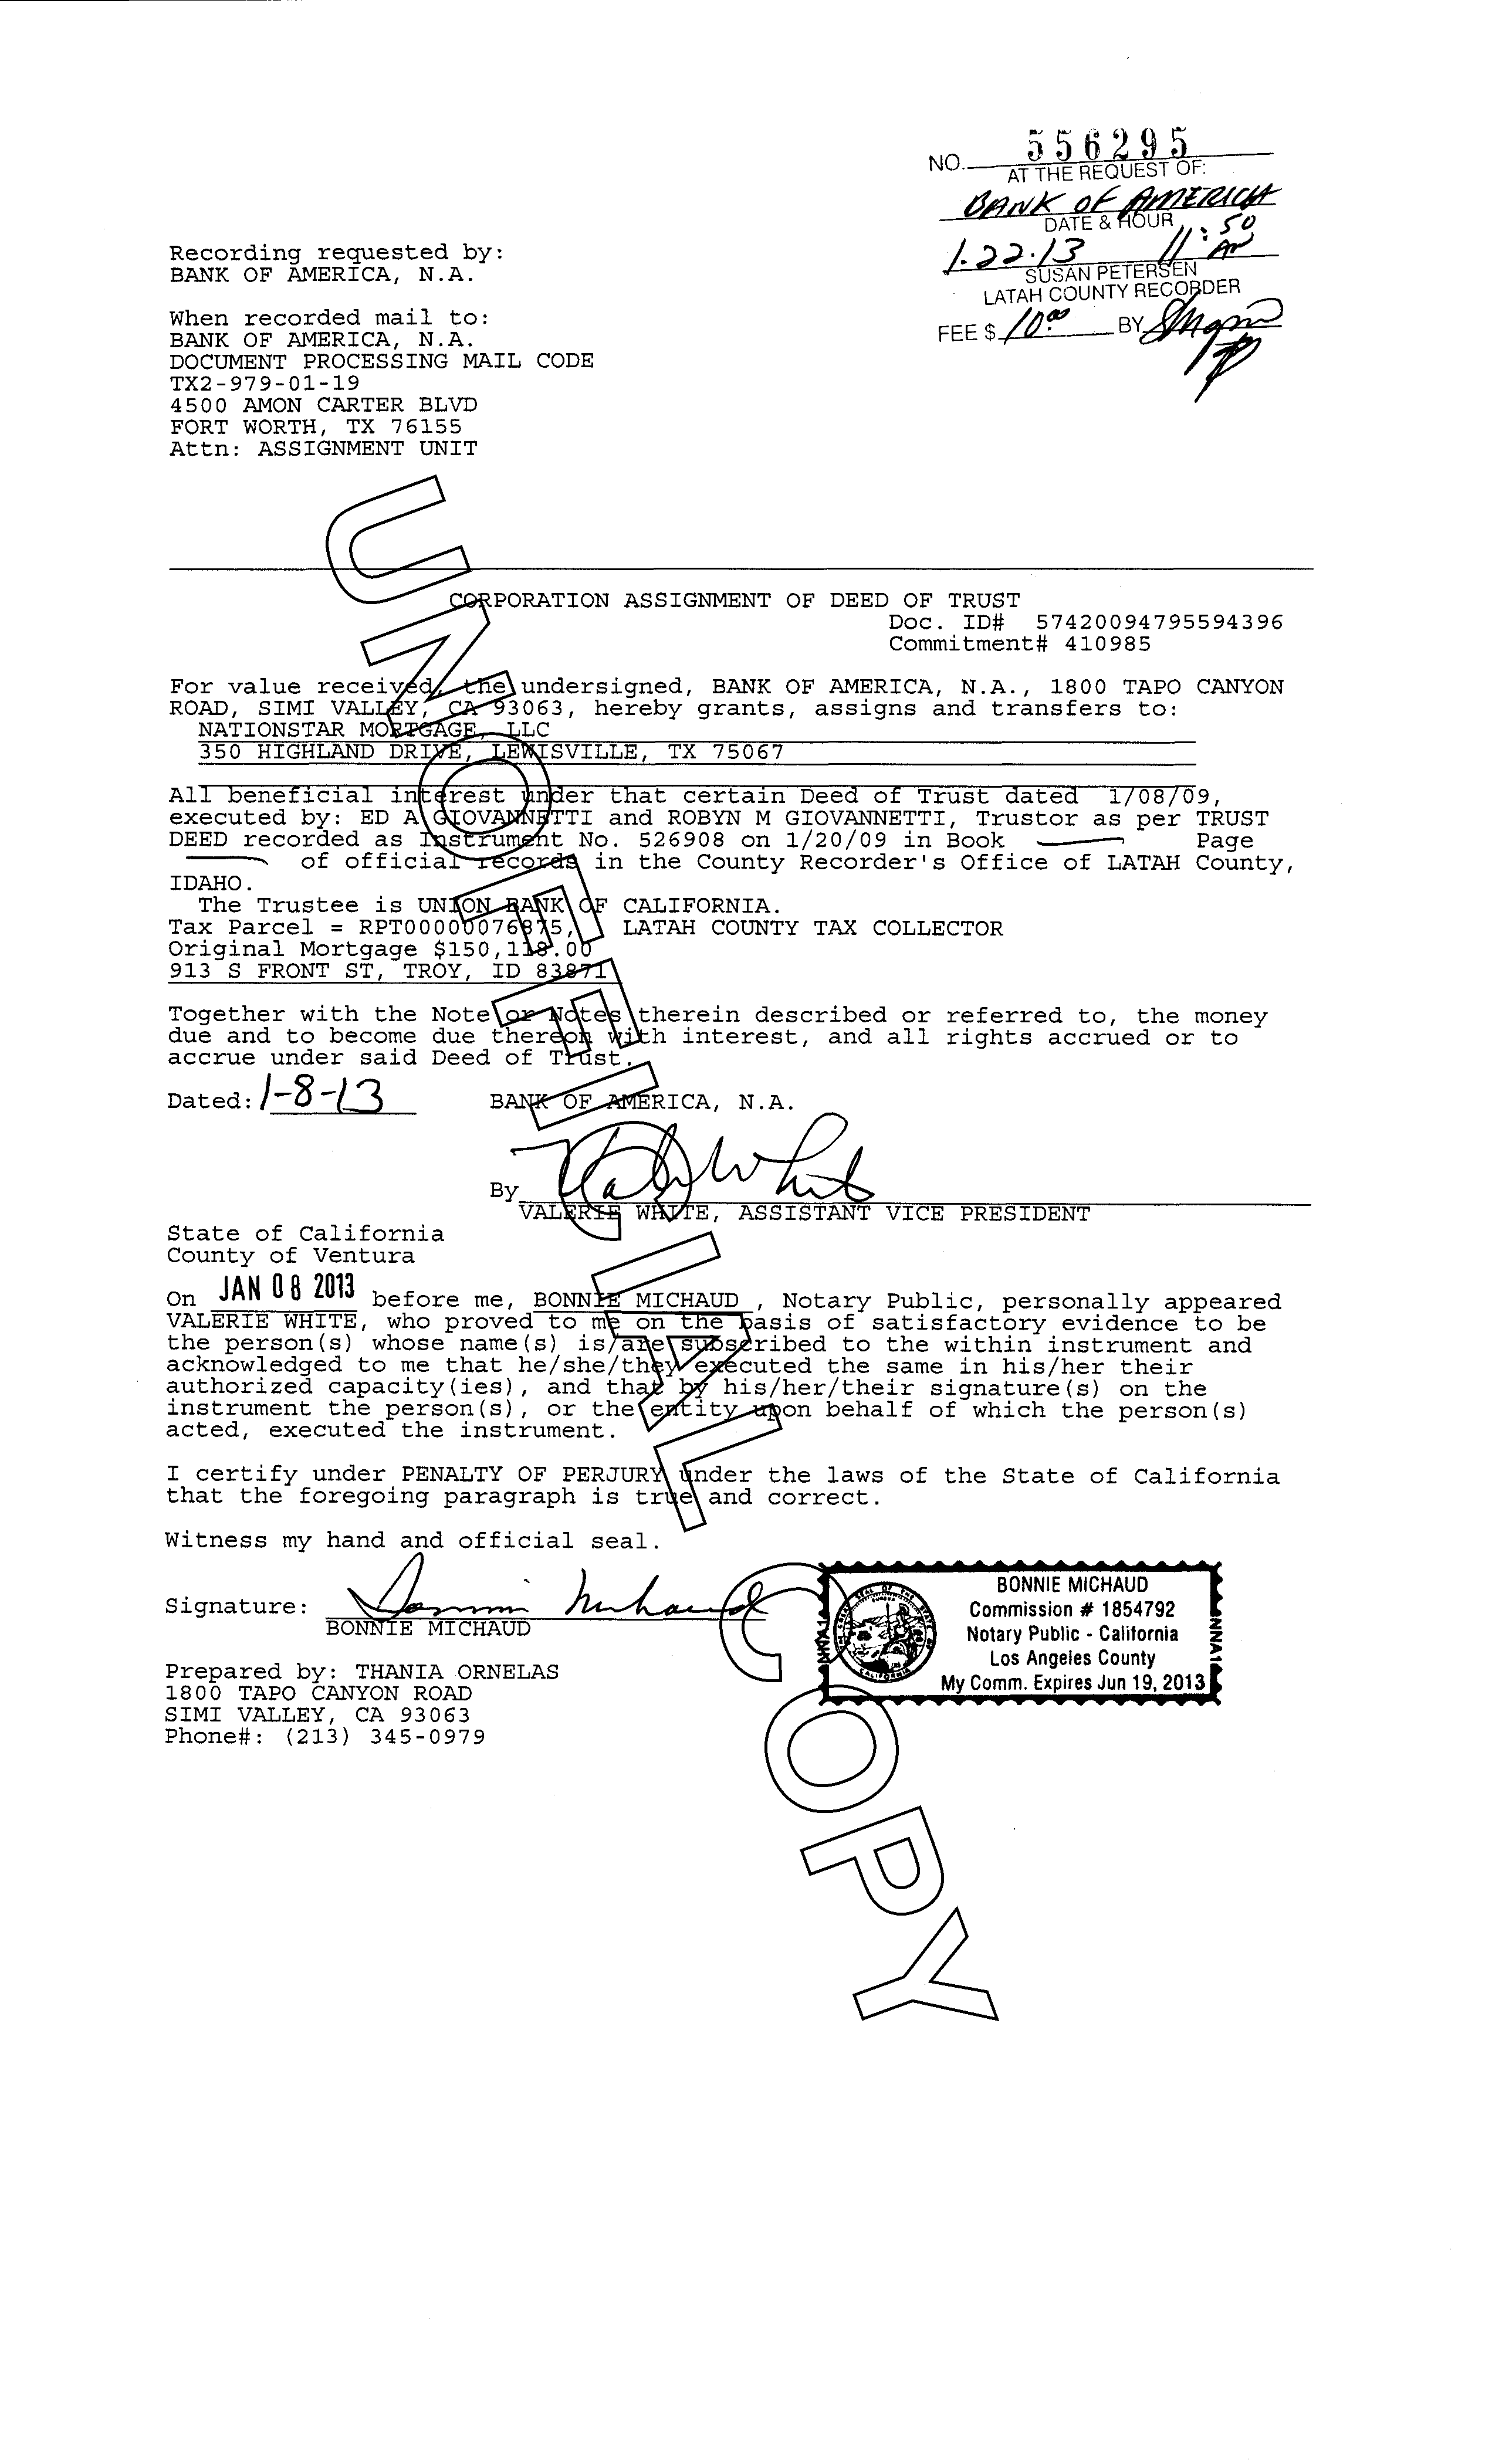 NO. 556295
AT THE REQUEST OF:
BANK OF AMERICA
DATE & HOUR
1.22.13 11:50 AM
SUSAN PETERSEN
LATAH COUNTY RECORDER
FEE $ 10.00 BY
Recording requested by:
BANK OF AMERICA, N.A.
When recorded mail to:
BANK OF AMERICA, N.A.
DOCUMENT PROCESSING MAIL CODE
TX2-979-01-19
4500 AMON CARTER BLVD
FORT WORTH, TX 76155
Attn: ASSIGNMENT UNIT
CORPORATION ASSIGNMENT OF DEED OF TRUST
Doc. ID# 57420094795594396
Commitment# 410985
For value received, the undersigned, BANK OF AMERICA, N.A., 1800 TAPO CANYON
ROAD, SIMI VALLEY, CA 93063, hereby grants, assigns and transfers to:
NATIONSTAR MORTGAGE, LLC
350 HIGHLAND DRIVE, LEWISVILLE, TX 75067
All beneficial interest under that certain Deed of Trust dated 1/08/09,
executed by: ED A GIOVANNETTI and ROBYN M GIOVANNETTI, Trustor as per TRUST
DEED recorded as Instrument No. 526908 on 1/20/09 in Book Page
of official records in the County Recorder's Office of LATAH County,
IDAHO.
The Trustee is UNION BANK OF CALIFORNIA.
Tax Parcel = RPT00000076875, LATAH COUNTY TAX COLLECTOR
Original Mortgage $150,118.00
913 S FRONT ST, TROY, ID 83871
Together with the Note or Notes therein described or referred to, the money
due and to become due thereon with interest, and all rights accrued or to
accrue under said Deed of Trust.
Dated: 1-8-13 BANK OF AMERICA, N.A.
By Valerie White
VALERIE WHITE, ASSISTANT VICE PRESIDENT
State of California
County of Ventura
On JAN 08 2013 before me, BONNIE MICHAUD , Notary Public, personally appeared
VALERIE WHITE, who proved to me on the basis of satisfactory evidence to be
the person(s) whose name(s) is/are subscribed to the within instrument and
acknowledged to me that he/she/they executed the same in his/her their
authorized capacity(ies), and that by his/her/their signature(s) on the
instrument the person(s), or the entity upon behalf of which the person(s)
acted, executed the instrument.
I certify under PENALTY OF PERJURY under the laws of the State of California
that the foregoing paragraph is true and correct.
Witness my hand and official seal.
Signature: Bonnie Michaud
BONNIE MICHAUD
BONNIE MICHAUD
Commission # 1854792
Notary Public - California
Los Angeles County
My Comm. Expires Jun 19, 2013
Prepared by: THANIA ORNELAS
1800 TAPO CANYON ROAD
SIMI VALLEY, CA 93063
Phone#: (213) 345-0979
UNOFFICIAL COPY